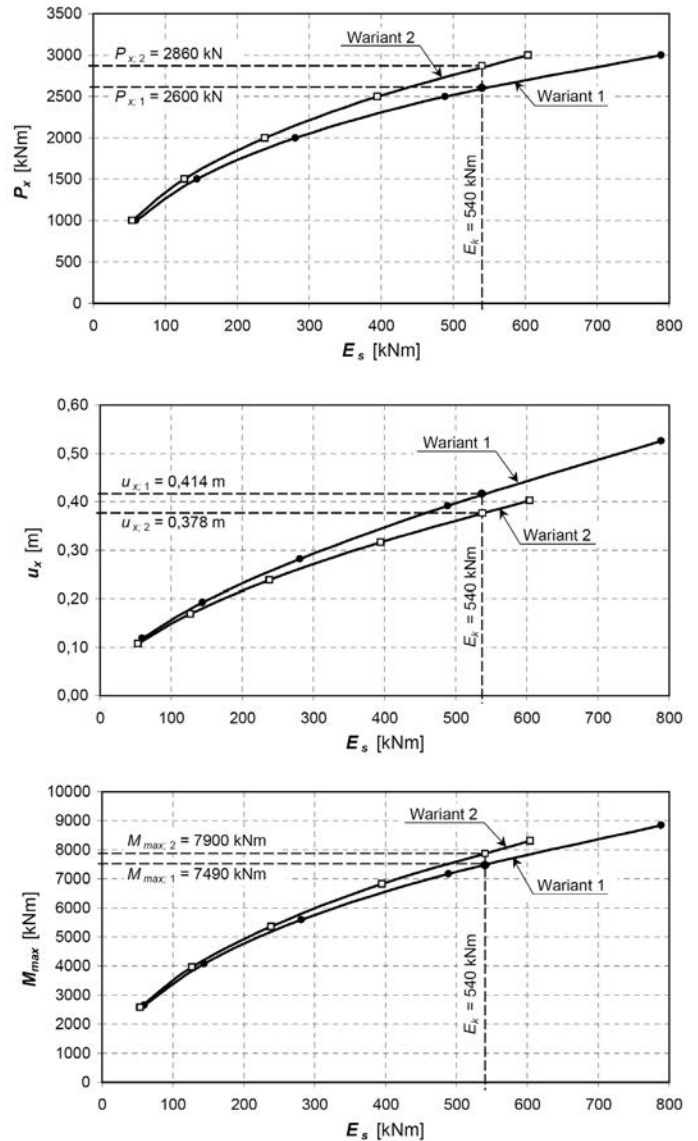 3500
3000
2500
2000
1500
1000
500
0
P x [kNm]
P x; 2 = 2860 kN
P x; 1 = 2600 kN
Wariant 2
Wariant 1
E k = 540 kNm
0 100 200 300 400 500 600 700 800
E s [kNm]
0,60
0,50
0,40
0,30
0,20
0,10
0,00
u x [m]
u x; 1 = 0,414 m
u x; 2 = 0,378 m
Wariant 1
Wariant 2
E k = 540 kNm
0 100 200 300 400 500 600 700 800
E s [kNm]
10000
9000
8000
7000
6000
5000
4000
3000
2000
1000
0
M max [kNm]
M max; 2 = 7900 kNm
M max; 1 = 7490 kNm
Wariant 2
Wariant 1
E k = 540 kNm
0 100 200 300 400 500 600 700 800
E s [kNm]